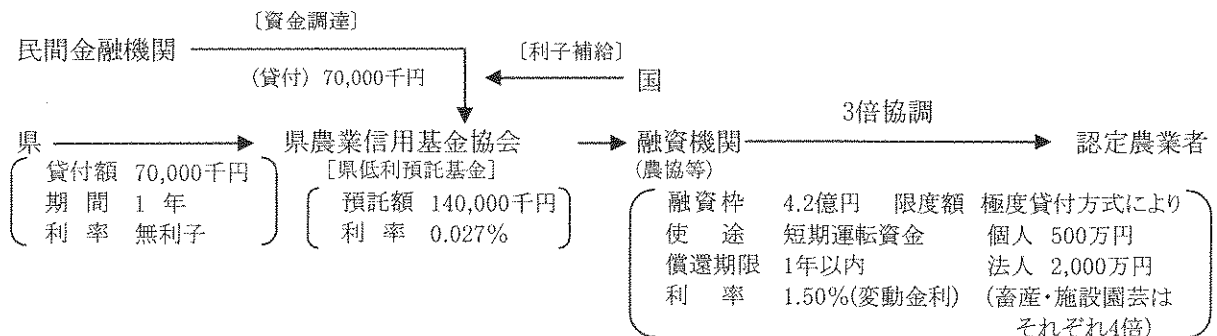 〔資金調達〕
民間金融機関
〔利子補給〕
(貸付) 70,000千円
国
3倍協調
県
県農業信用基金協会
融資機関
認定農業者
[県低利預託基金]
(農協等)
貸付額 70,000千円
期間 1年
利率 無利子
預託額 140,000千円
利率 0.027%
融資枠 4.2億円 限度額 極度貸付方式により
使途 短期運転資金 個人 500万円
償還期限 1年以内 法人 2,000万円
利率 1.50%(変動金利) (畜産・施設園芸は
それぞれ4倍)